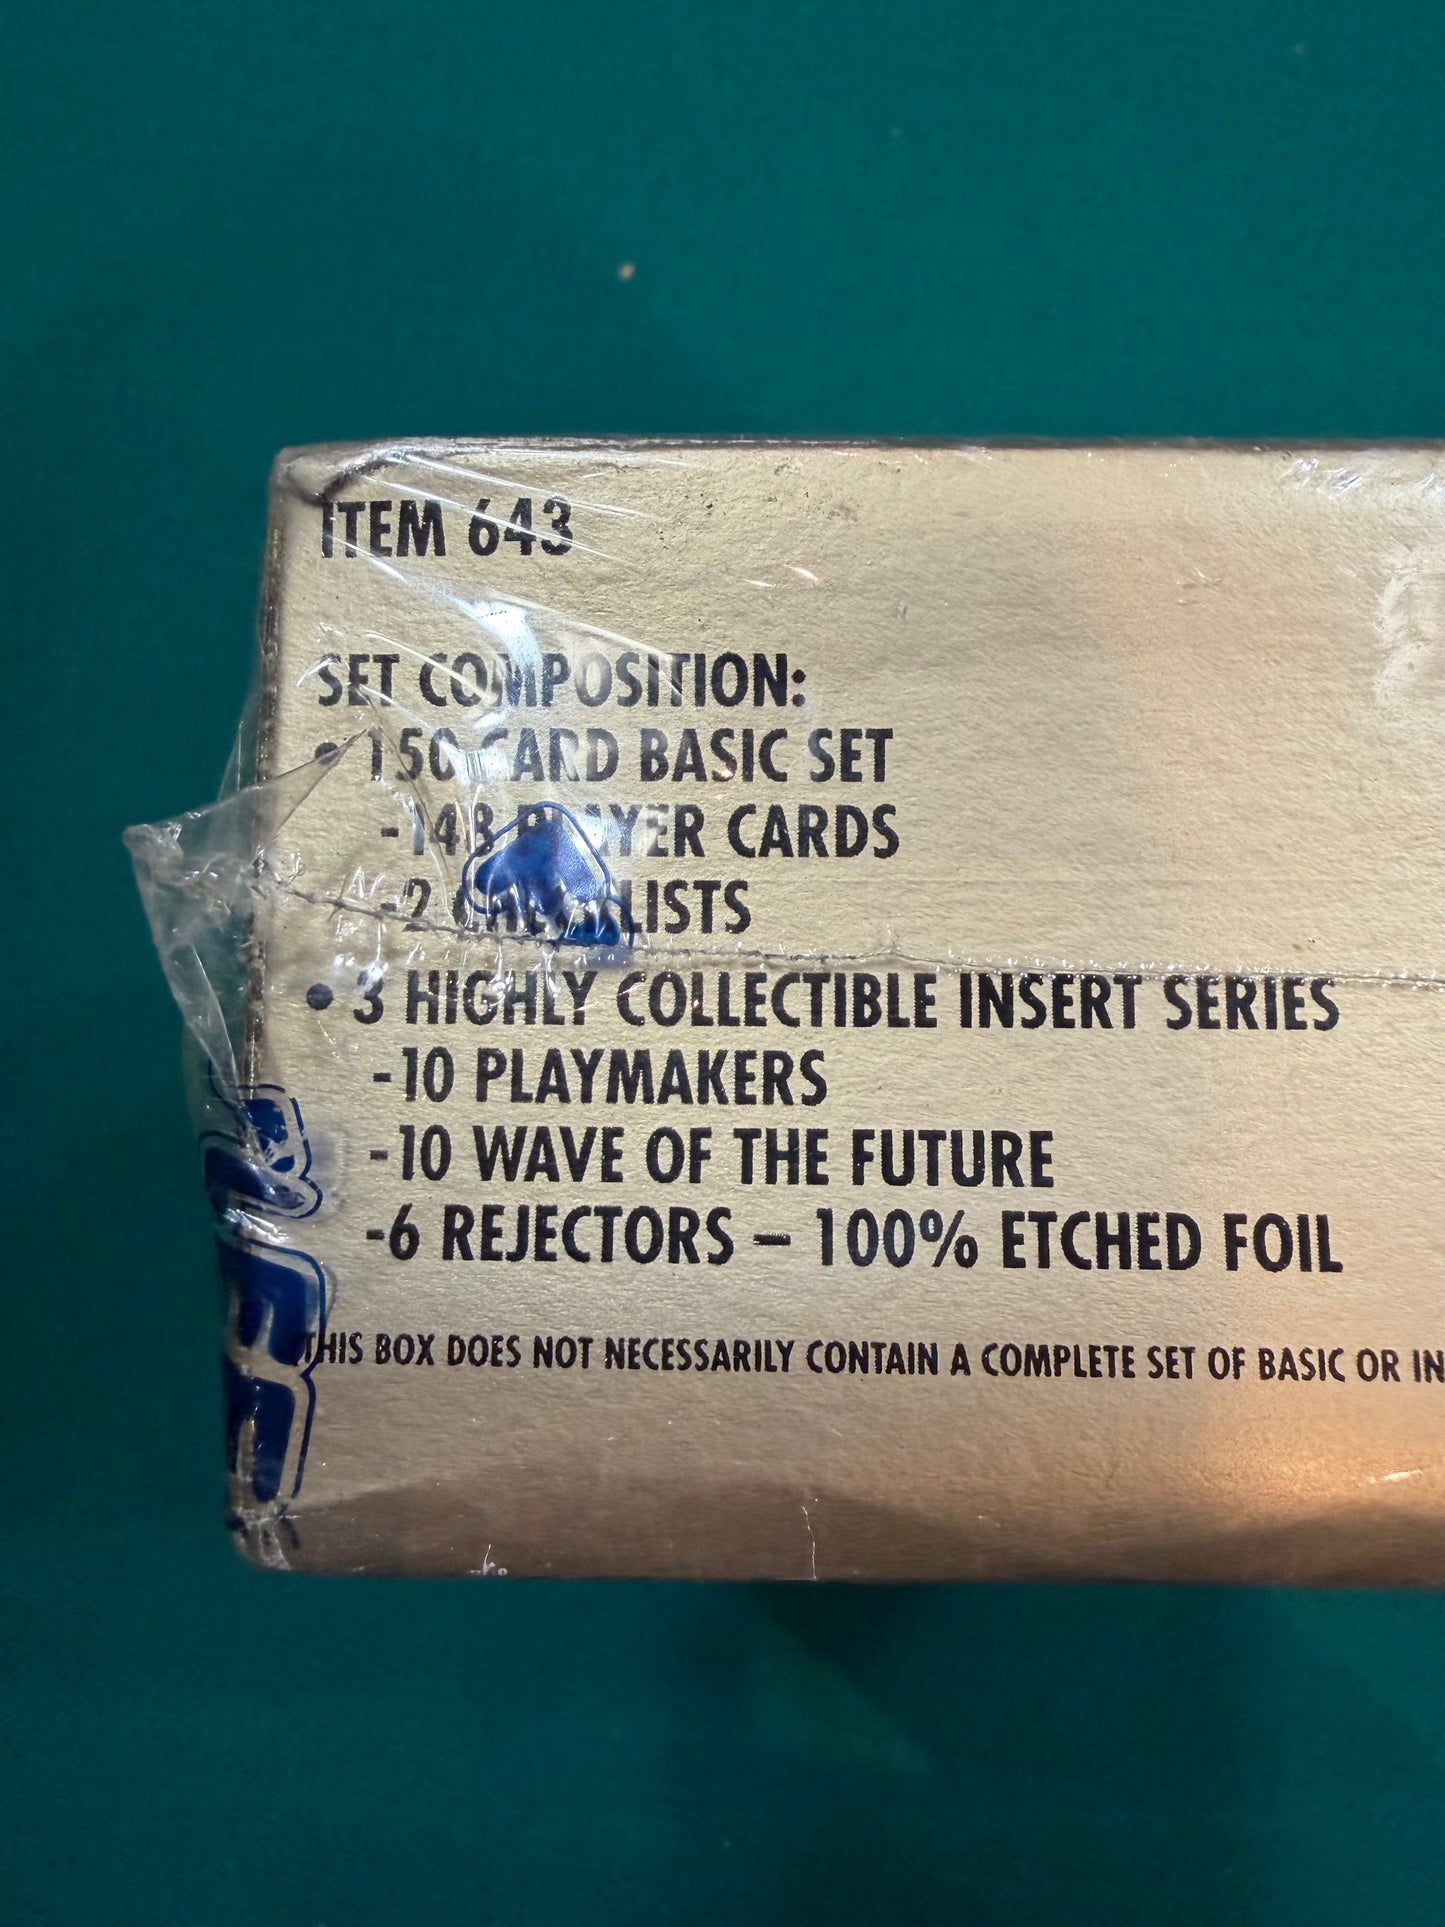 ITEM 643
SET COMPOSITION:
• 150 CARD BASIC SET
-148 PLAYER CARDS
-2 CHECKLISTS
• 3 HIGHLY COLLECTIBLE INSERT SERIES
-10 PLAYMAKERS
-10 WAVE OF THE FUTURE
-6 REJECTORS – 100% ETCHED FOIL
THIS BOX DOES NOT NECESSARILY CONTAIN A COMPLETE SET OF BASIC OR IN